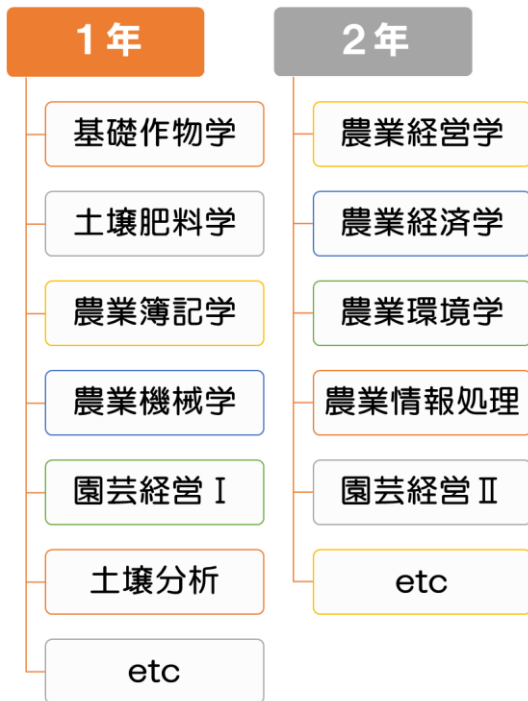 1年
基礎作物学
土壌肥料学
農業簿記学
農業機械学
園芸経営Ⅰ
土壌分析
etc
2年
農業経営学
農業経済学
農業環境学
農業情報処理
園芸経営Ⅱ
etc